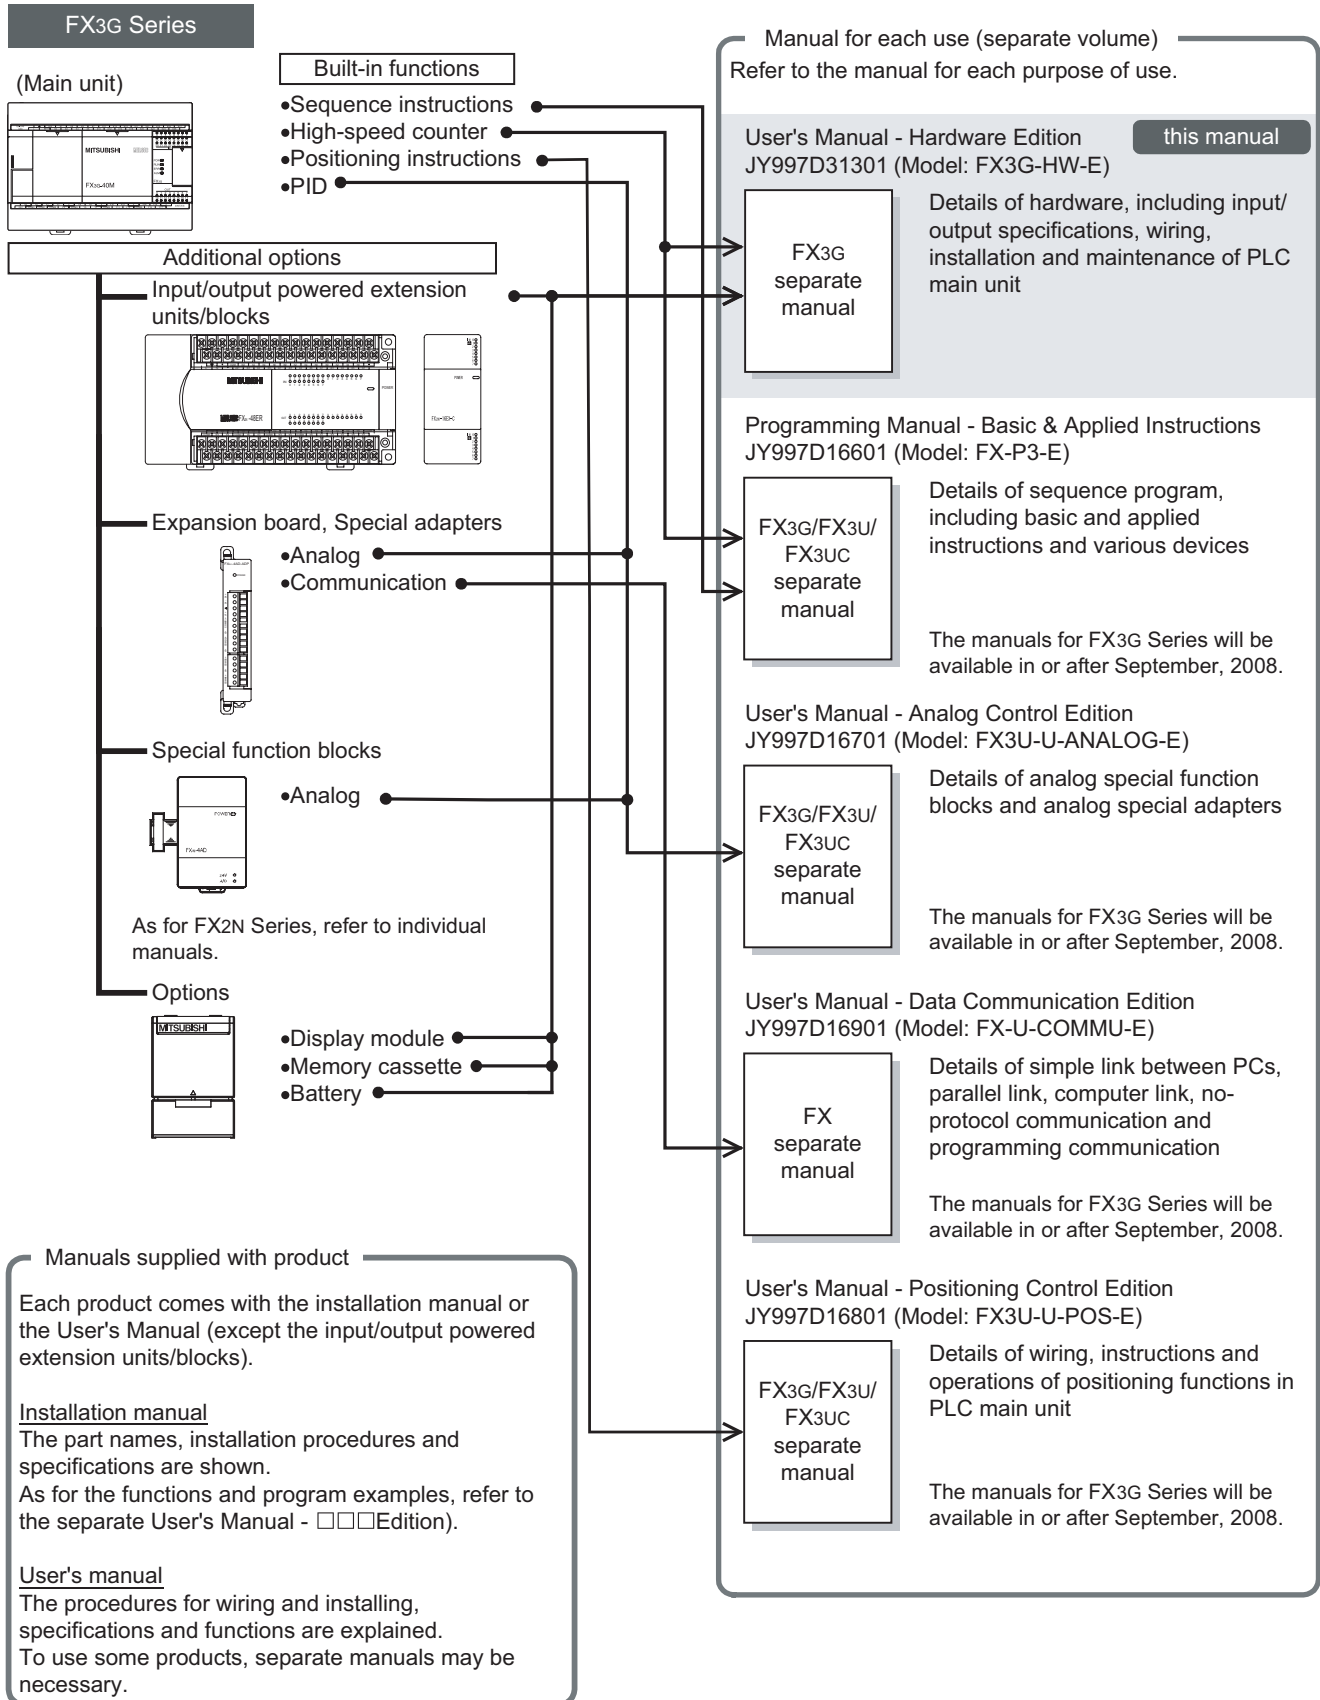 FX3G Series
(Main unit)
MITSUBISHI
FX3G-40M
Built-in functions
•Sequence instructions
•High-speed counter
•Positioning instructions
•PID
Additional options
Input/output powered extension
units/blocks
MITSUBISHI
POWER
Expansion board, Special adapters
•Analog
•Communication
Special function blocks
POWER
•Analog
As for FX2N Series, refer to individual
manuals.
Options
MITSUBISHI
•Display module
•Memory cassette
•Battery
Manuals supplied with product
Each product comes with the installation manual or
the User's Manual (except the input/output powered
extension units/blocks).
Installation manual
The part names, installation procedures and
specifications are shown.
As for the functions and program examples, refer to
the separate User's Manual - □□□Edition).
User's manual
The procedures for wiring and installing,
specifications and functions are explained.
To use some products, separate manuals may be
necessary.
Manual for each use (separate volume)
Refer to the manual for each purpose of use.
User's Manual - Hardware Edition
this manual
JY997D31301 (Model: FX3G-HW-E)
FX3G
separate
manual
Details of hardware, including input/
output specifications, wiring,
installation and maintenance of PLC
main unit
Programming Manual - Basic & Applied Instructions
JY997D16601 (Model: FX-P3-E)
FX3G/FX3U/
FX3UC
separate
manual
Details of sequence program,
including basic and applied
instructions and various devices
The manuals for FX3G Series will be
available in or after September, 2008.
User's Manual - Analog Control Edition
JY997D16701 (Model: FX3U-U-ANALOG-E)
FX3G/FX3U/
FX3UC
separate
manual
Details of analog special function
blocks and analog special adapters
The manuals for FX3G Series will be
available in or after September, 2008.
User's Manual - Data Communication Edition
JY997D16901 (Model: FX-U-COMMU-E)
FX
separate
manual
Details of simple link between PCs,
parallel link, computer link, no-
protocol communication and
programming communication
The manuals for FX3G Series will be
available in or after September, 2008.
User's Manual - Positioning Control Edition
JY997D16801 (Model: FX3U-U-POS-E)
FX3G/FX3U/
FX3UC
separate
manual
Details of wiring, instructions and
operations of positioning functions in
PLC main unit
The manuals for FX3G Series will be
available in or after September, 2008.